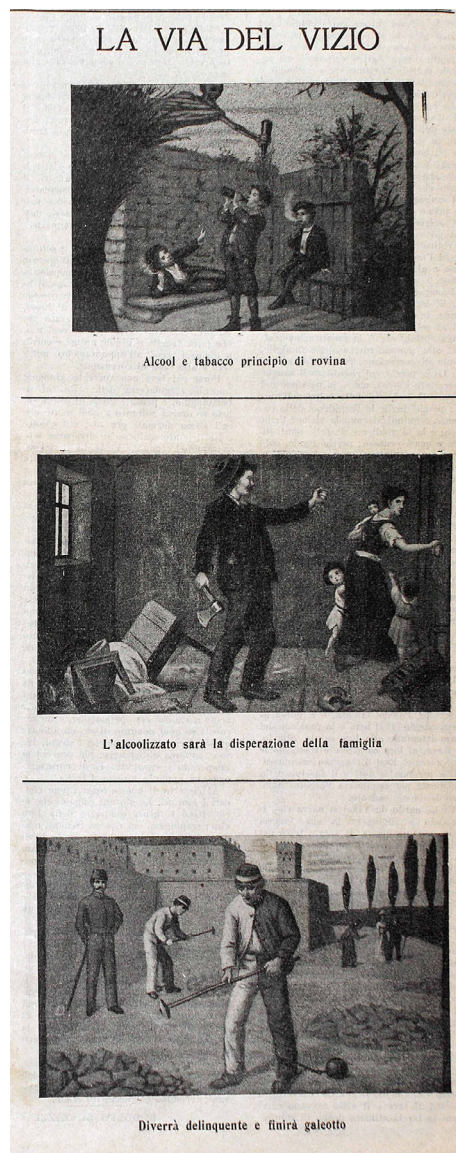 LA VIA DEL VIZIO
Alcool e tabacco principio di rovina
L'alcoolizzato sarà la disperazione della famiglia
Diverrà delinquente e finirà galeotto